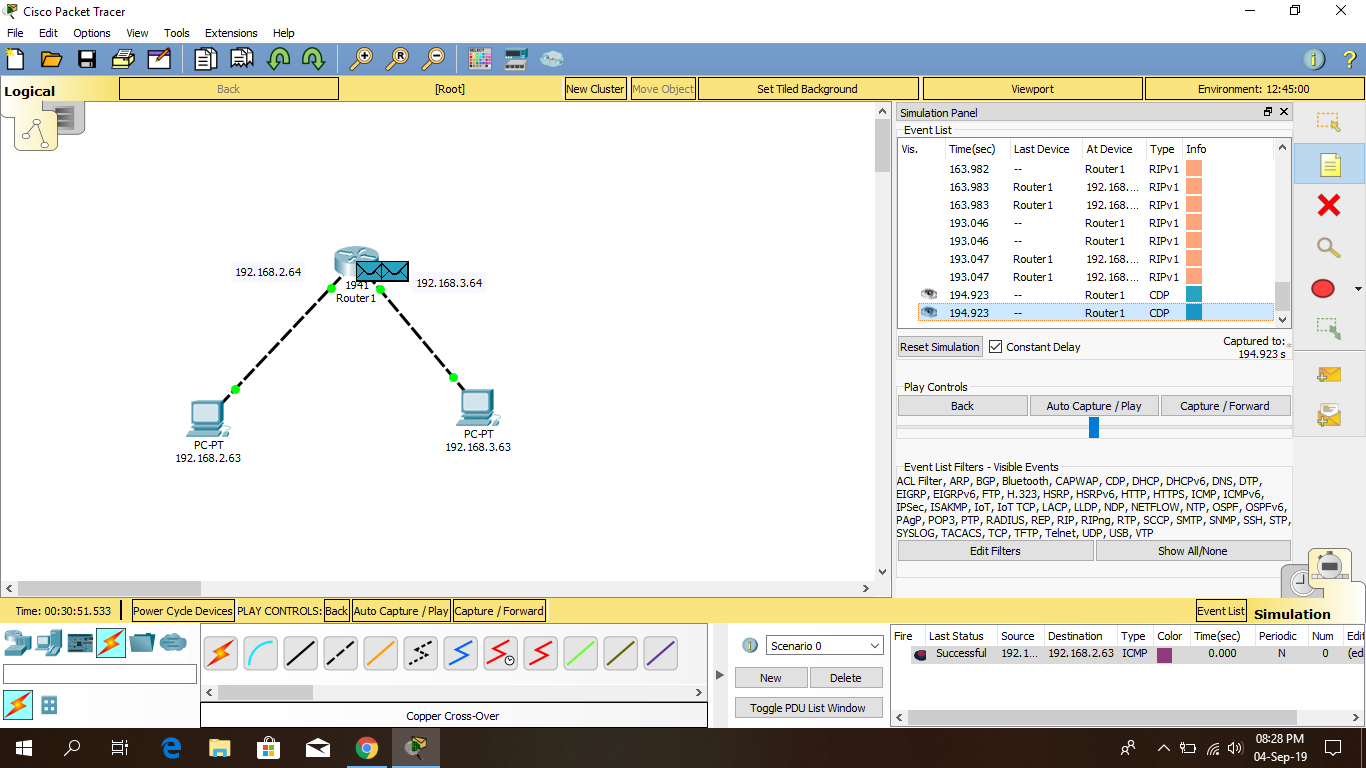 Cisco Packet Tracer
File Edit Options View Tools Extensions Help
Logical
Back
[Root]
New Cluster
Move Object
Set Tiled Background
Viewport
Environment: 12:45:00
192.168.2.64
1941
Router1
192.168.3.64
PC-PT
192.168.2.63
PC-PT
192.168.3.63
Simulation Panel
Event List
Vis. Time(sec) Last Device At Device Type Info
163.982 -- Router1 RIPv1
163.983 Router1 192.168.... RIPv1
163.983 Router1 192.168.... RIPv1
193.046 -- Router1 RIPv1
193.046 -- Router1 RIPv1
193.047 Router1 192.168.... RIPv1
193.047 Router1 192.168.... RIPv1
194.923 -- Router1 CDP
194.923 -- Router1 CDP
Reset Simulation
Constant Delay
Captured to:
194.923 s
Play Controls
Back
Auto Capture / Play
Capture / Forward
Event List Filters - Visible Events
ACL Filter, ARP, BGP, Bluetooth, CAPWAP, CDP, DHCP, DHCPv6, DNS, DTP,
EIGRP, EIGRPv6, FTP, H.323, HSRP, HSRPv6, HTTP, HTTPS, ICMP, ICMPv6,
IPSec, ISAKMP, IoT, IoT TCP, LACP, LLDP, NDP, NETFLOW, NTP, OSPF, OSPFv6,
PAgP, POP3, PTP, RADIUS, REP, RIP, RIPng, RTP, SCCP, SMTP, SNMP, SSH, STP,
SYSLOG, TACACS, TCP, TFTP, Telnet, UDP, USB, VTP
Edit Filters
Show All/None
Time: 00:30:51.533
Power Cycle Devices
PLAY CONTROLS:
Back
Auto Capture / Play
Capture / Forward
Event List
Simulation
Copper Cross-Over
Scenario 0
New
Delete
Toggle PDU List Window
Fire Last Status Source Destination Type Color Time(sec) Periodic Num Edit
Successful 192.1... 192.168.2.63 ICMP 0.000 N 0 (ed
08:28 PM
04-Sep-19